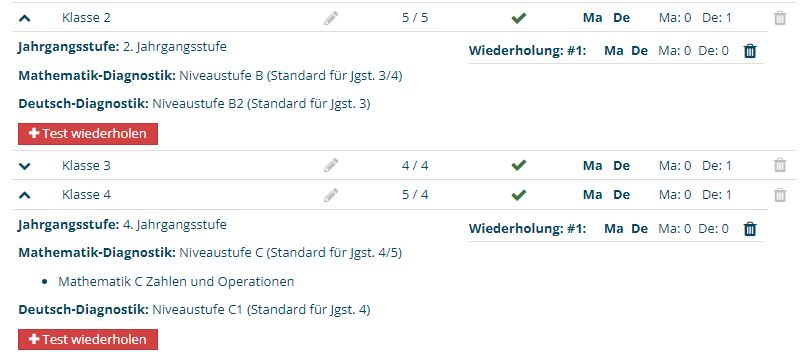 Klasse 2 5 / 5 Ma De Ma: 0 De: 1
Jahrgangsstufe: 2. Jahrgangsstufe
Wiederholung: #1: Ma De Ma: 0 De: 0
Mathematik-Diagnostik: Niveaustufe B (Standard für Jgst. 3/4)
Deutsch-Diagnostik: Niveaustufe B2 (Standard für Jgst. 3)
Test wiederholen
Klasse 3 4 / 4 Ma De Ma: 0 De: 1
Klasse 4 5 / 4 Ma De Ma: 0 De: 1
Jahrgangsstufe: 4. Jahrgangsstufe
Wiederholung: #1: Ma De Ma: 0 De: 0
Mathematik-Diagnostik: Niveaustufe C (Standard für Jgst. 4/5)
• Mathematik C Zahlen und Operationen
Deutsch-Diagnostik: Niveaustufe C1 (Standard für Jgst. 4)
Test wiederholen